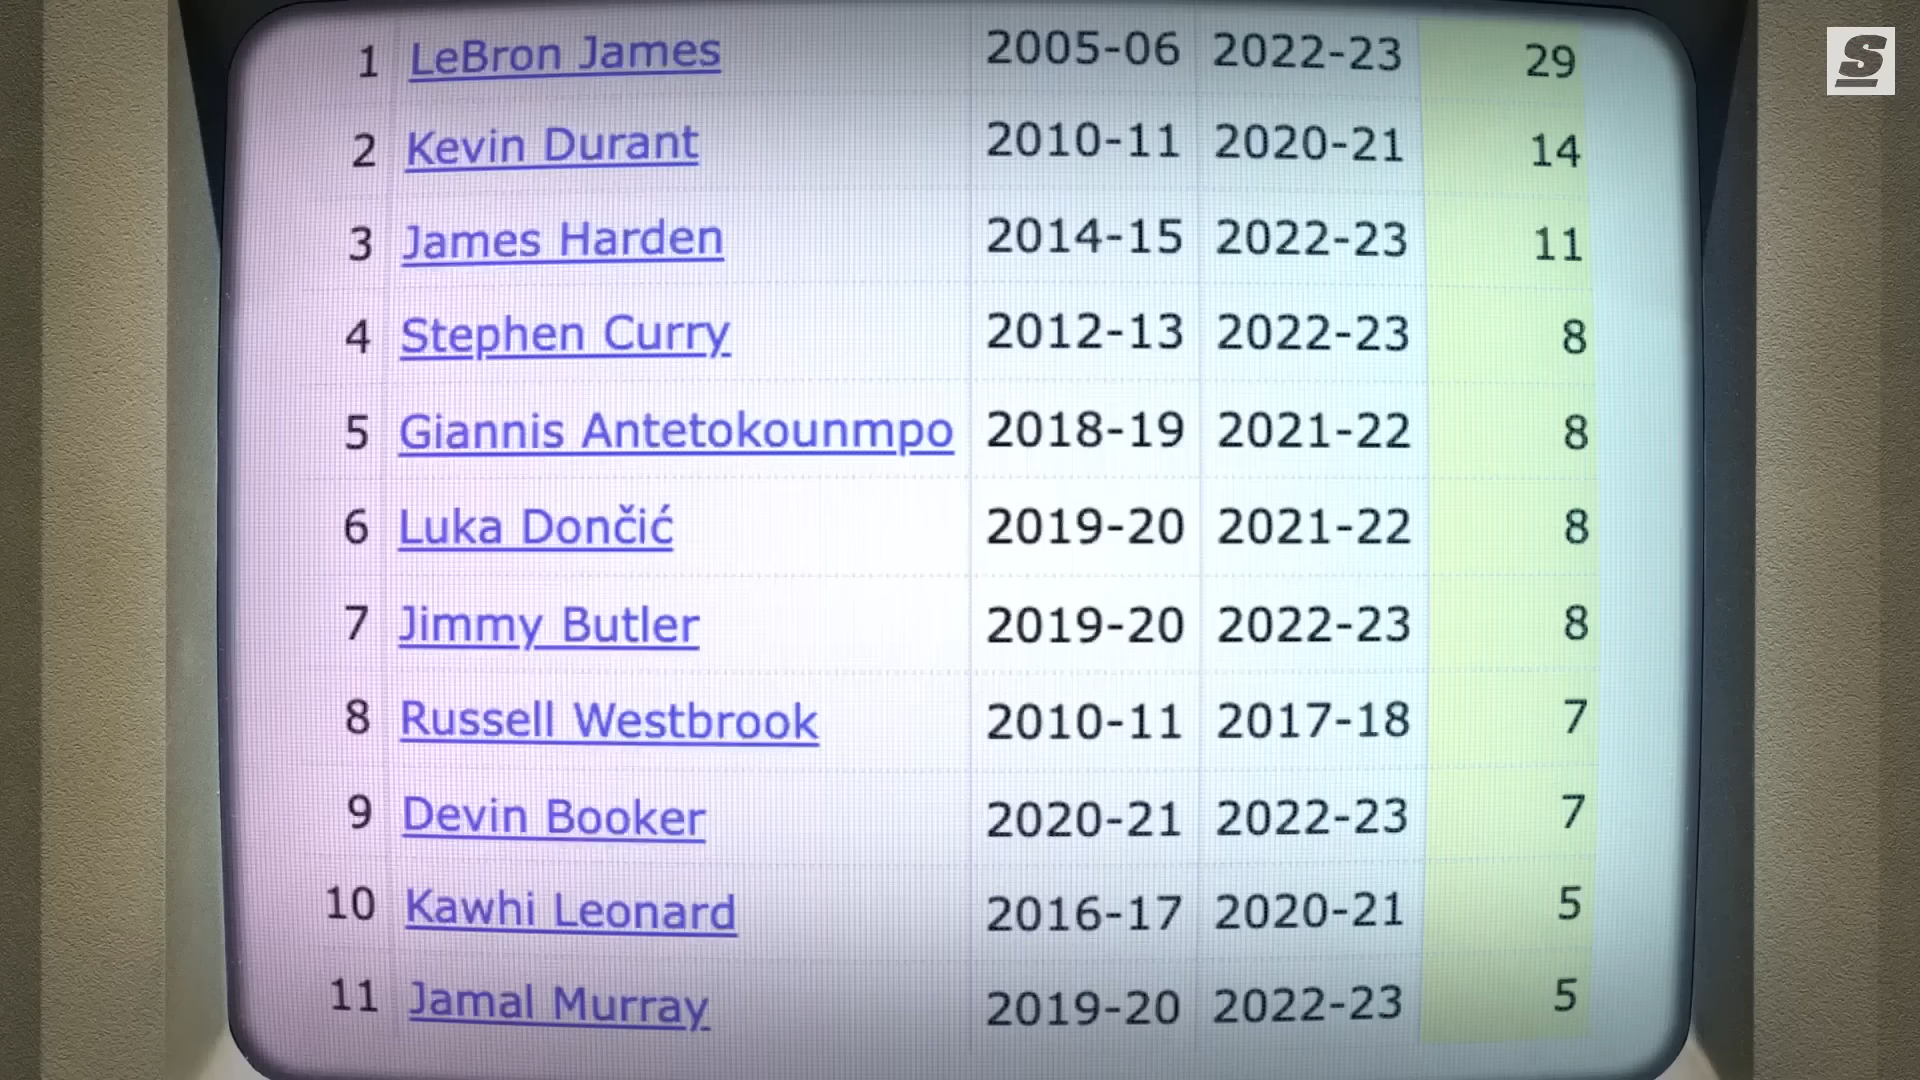 1 LeBron James 2005-06 2022-23 29
2 Kevin Durant 2010-11 2020-21 14
3 James Harden 2014-15 2022-23 11
4 Stephen Curry 2012-13 2022-23 8
5 Giannis Antetokounmpo 2018-19 2021-22 8
6 Luka Dončić 2019-20 2021-22 8
7 Jimmy Butler 2019-20 2022-23 8
8 Russell Westbrook 2010-11 2017-18 7
9 Devin Booker 2020-21 2022-23 7
10 Kawhi Leonard 2016-17 2020-21 5
11 Jamal Murray 2019-20 2022-23 5
S